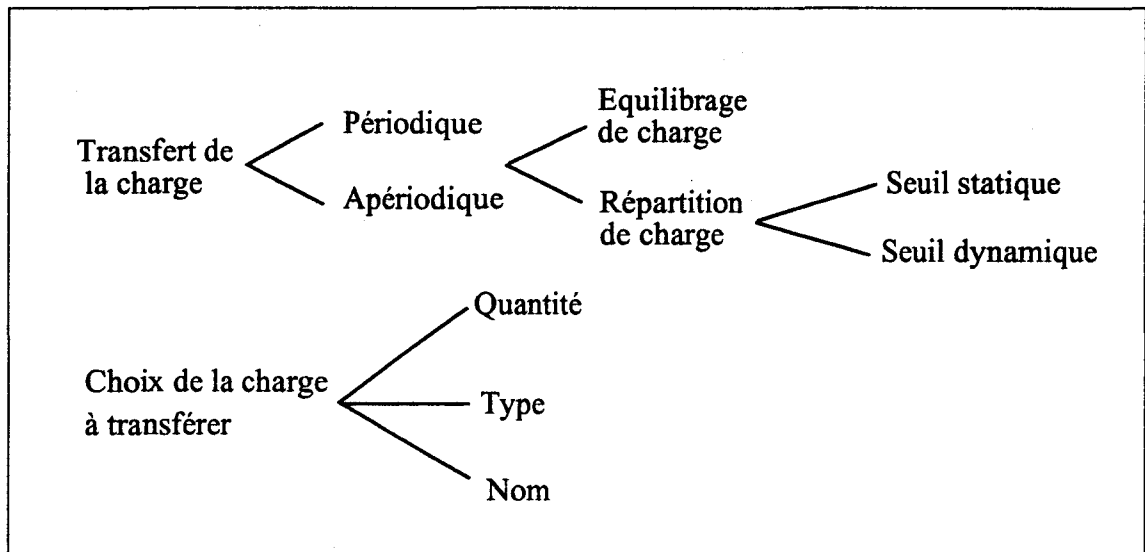 Transfert de
la charge
Périodique
Apériodique
Equilibrage
de charge
Répartition
de charge
Seuil statique
Seuil dynamique
Choix de la charge
à transférer
Quantité
Type
Nom